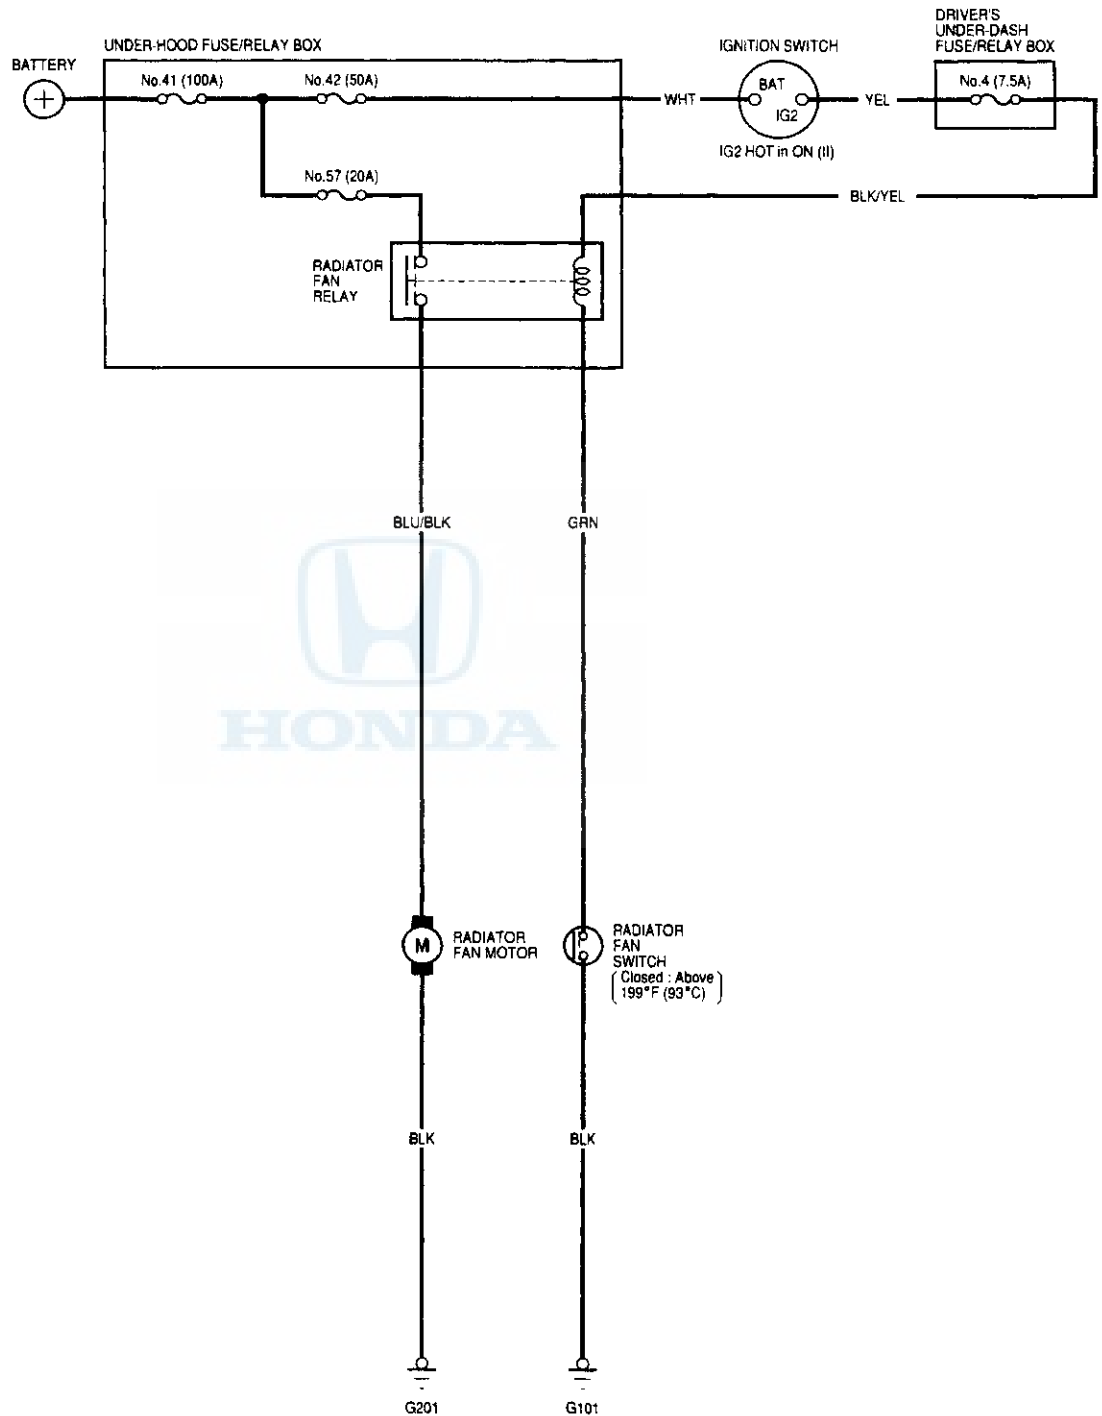 DRIVER'S
UNDER-DASH
FUSE/RELAY BOX
UNDER-HOOD FUSE/RELAY BOX
IGNITION SWITCH
BATTERY
No.41 (100A)
No.42 (50A)
BAT
No.4 (7.5A)
+
WHT
YEL
IG2
IG2 HOT in ON (II)
No.57 (20A)
BLK/YEL
RADIATOR
FAN
RELAY
BLU/BLK
GRN
HONDA
M
RADIATOR
FAN MOTOR
RADIATOR
FAN
SWITCH
(Closed : Above
199°F (93°C))
BLK
BLK
G201
G101